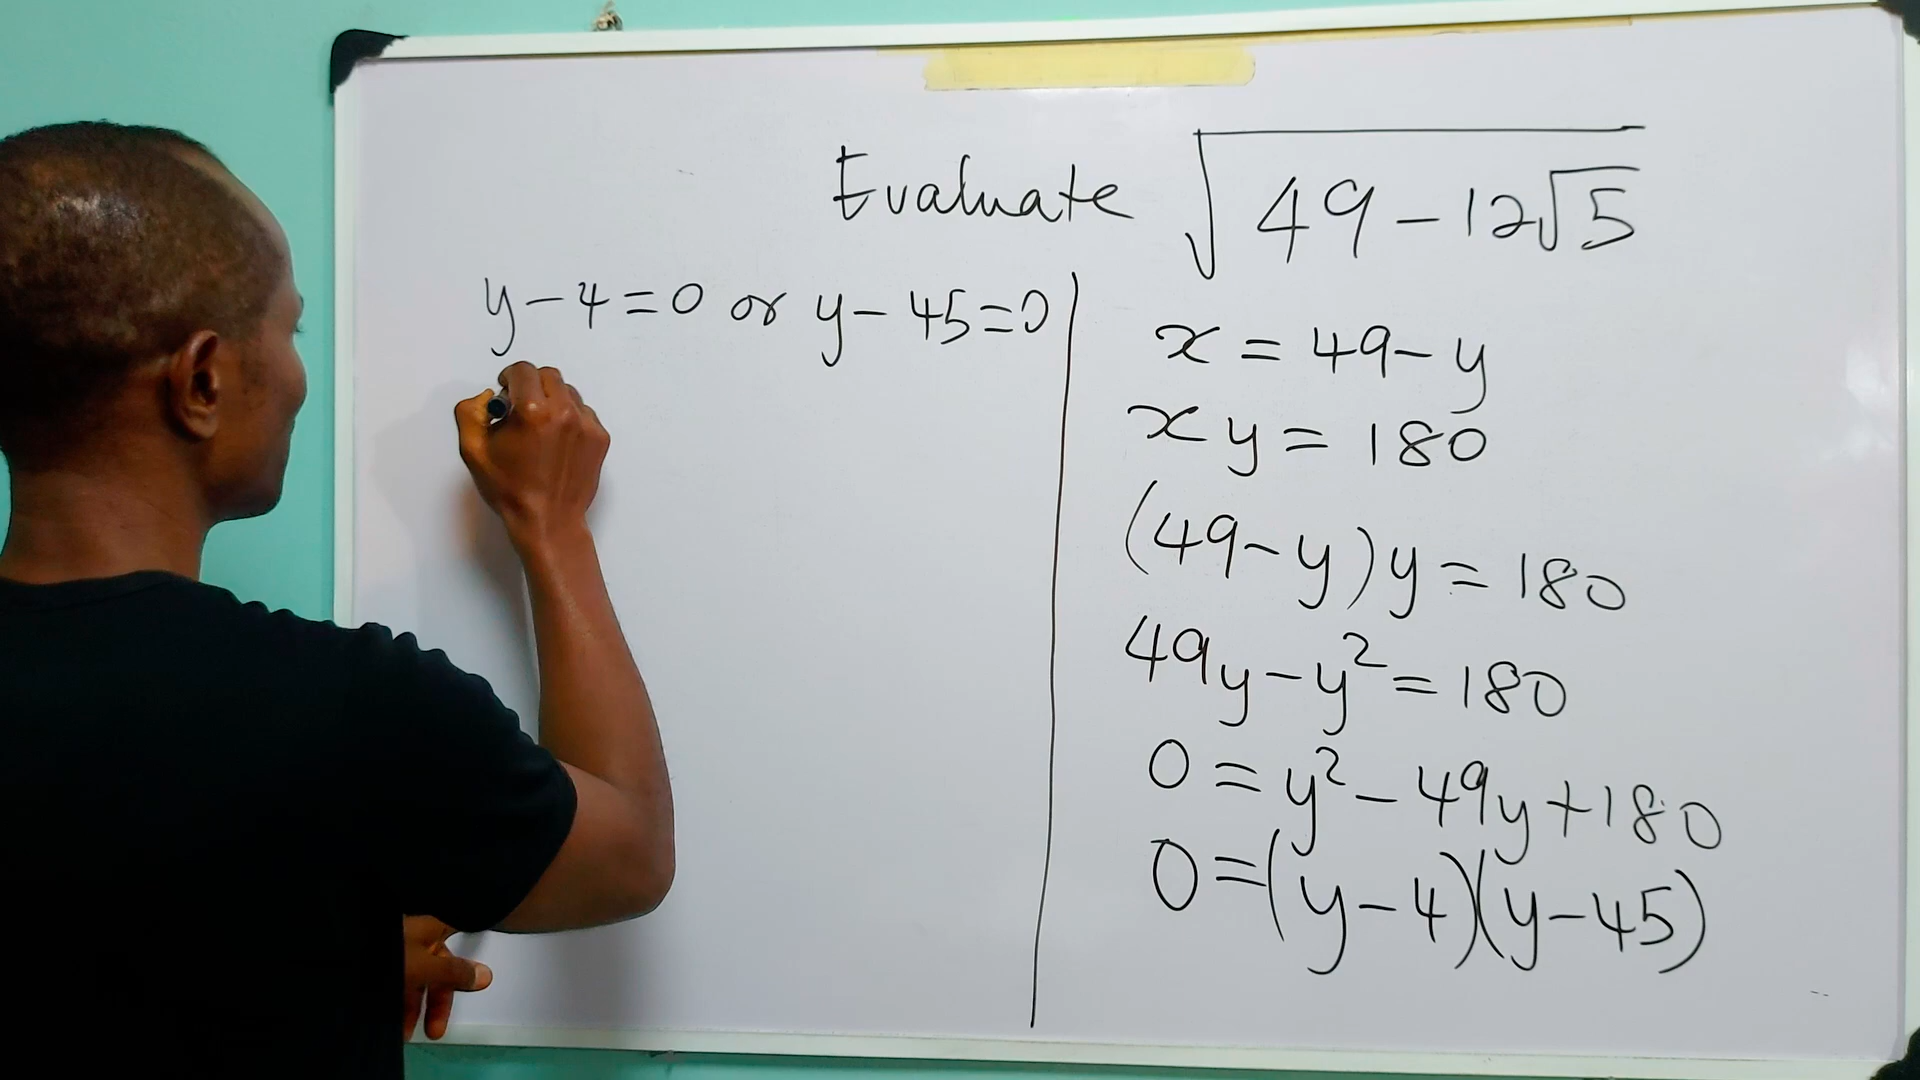 Evaluate √(49-12√5)
y-4=0 or y-45=0
x=49-y
xy=180
(49-y)y=180
49y-y²=180
0=y²-49y+180
0=(y-4)(y-45)